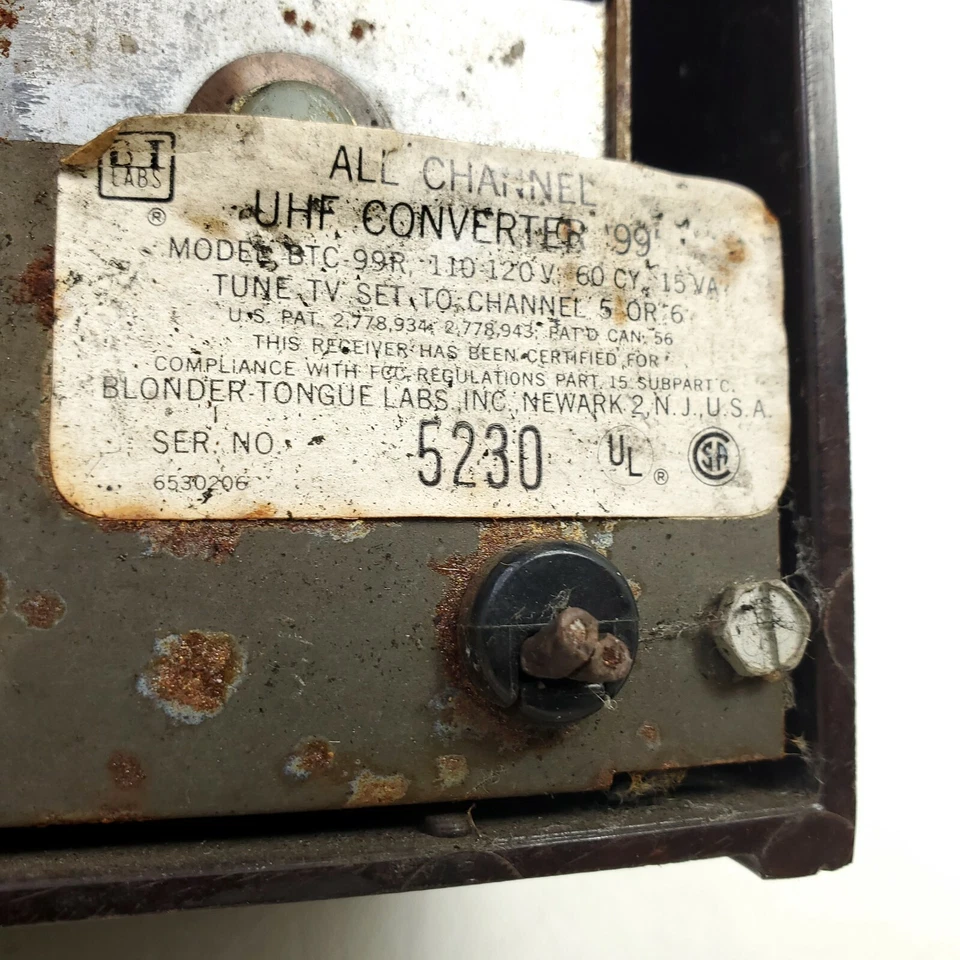 BT
LABS
®
ALL CHANNEL
UHF CONVERTER '99'
MODEL BTC-99R, 110-120 V. 60 CY. 15 VA
TUNE TV SET TO CHANNEL 5 OR 6
U.S. PAT. 2,778,934; 2,778,943; PAT'D CAN. 56
THIS RECEIVER HAS BEEN CERTIFIED FOR
COMPLIANCE WITH FCC REGULATIONS PART 15 SUBPART C.
BLONDER-TONGUE LABS., INC., NEWARK 2, N.J., U.S.A.
SER. NO. 5230 UL ® SA
6530206